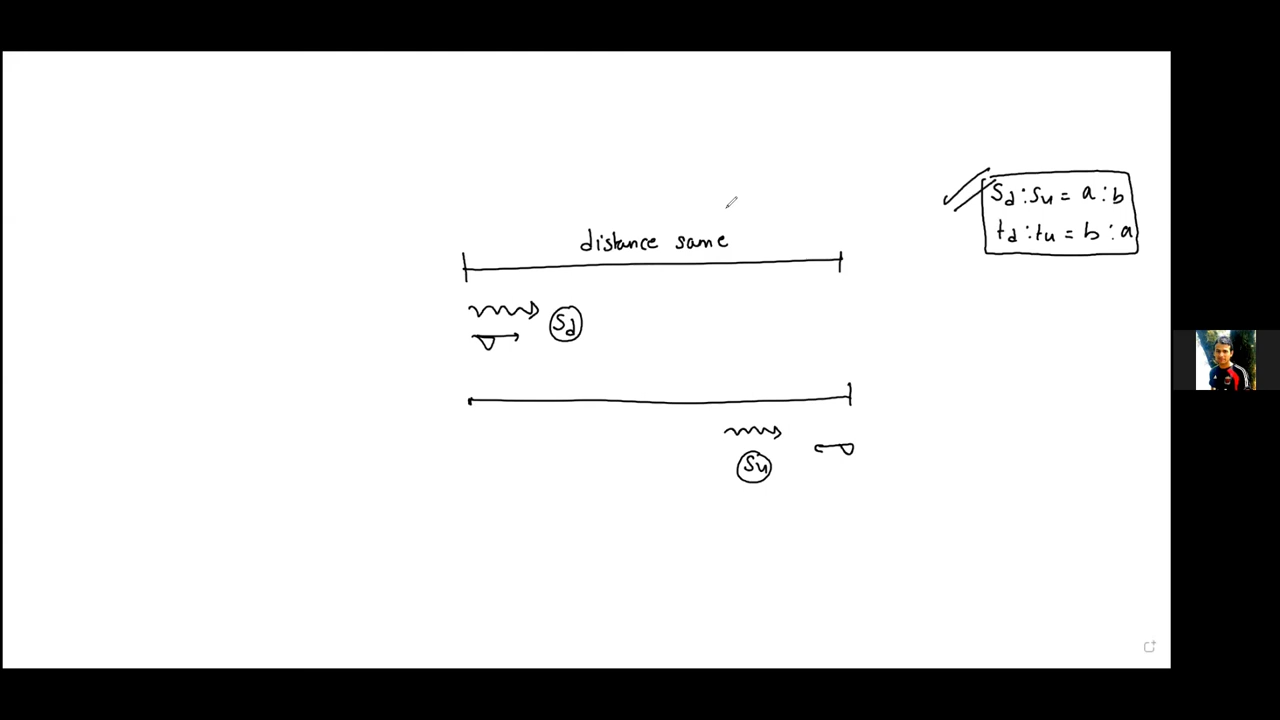 distance same
Sd : Su = a : b
td : tu = b : a
Sd
Su